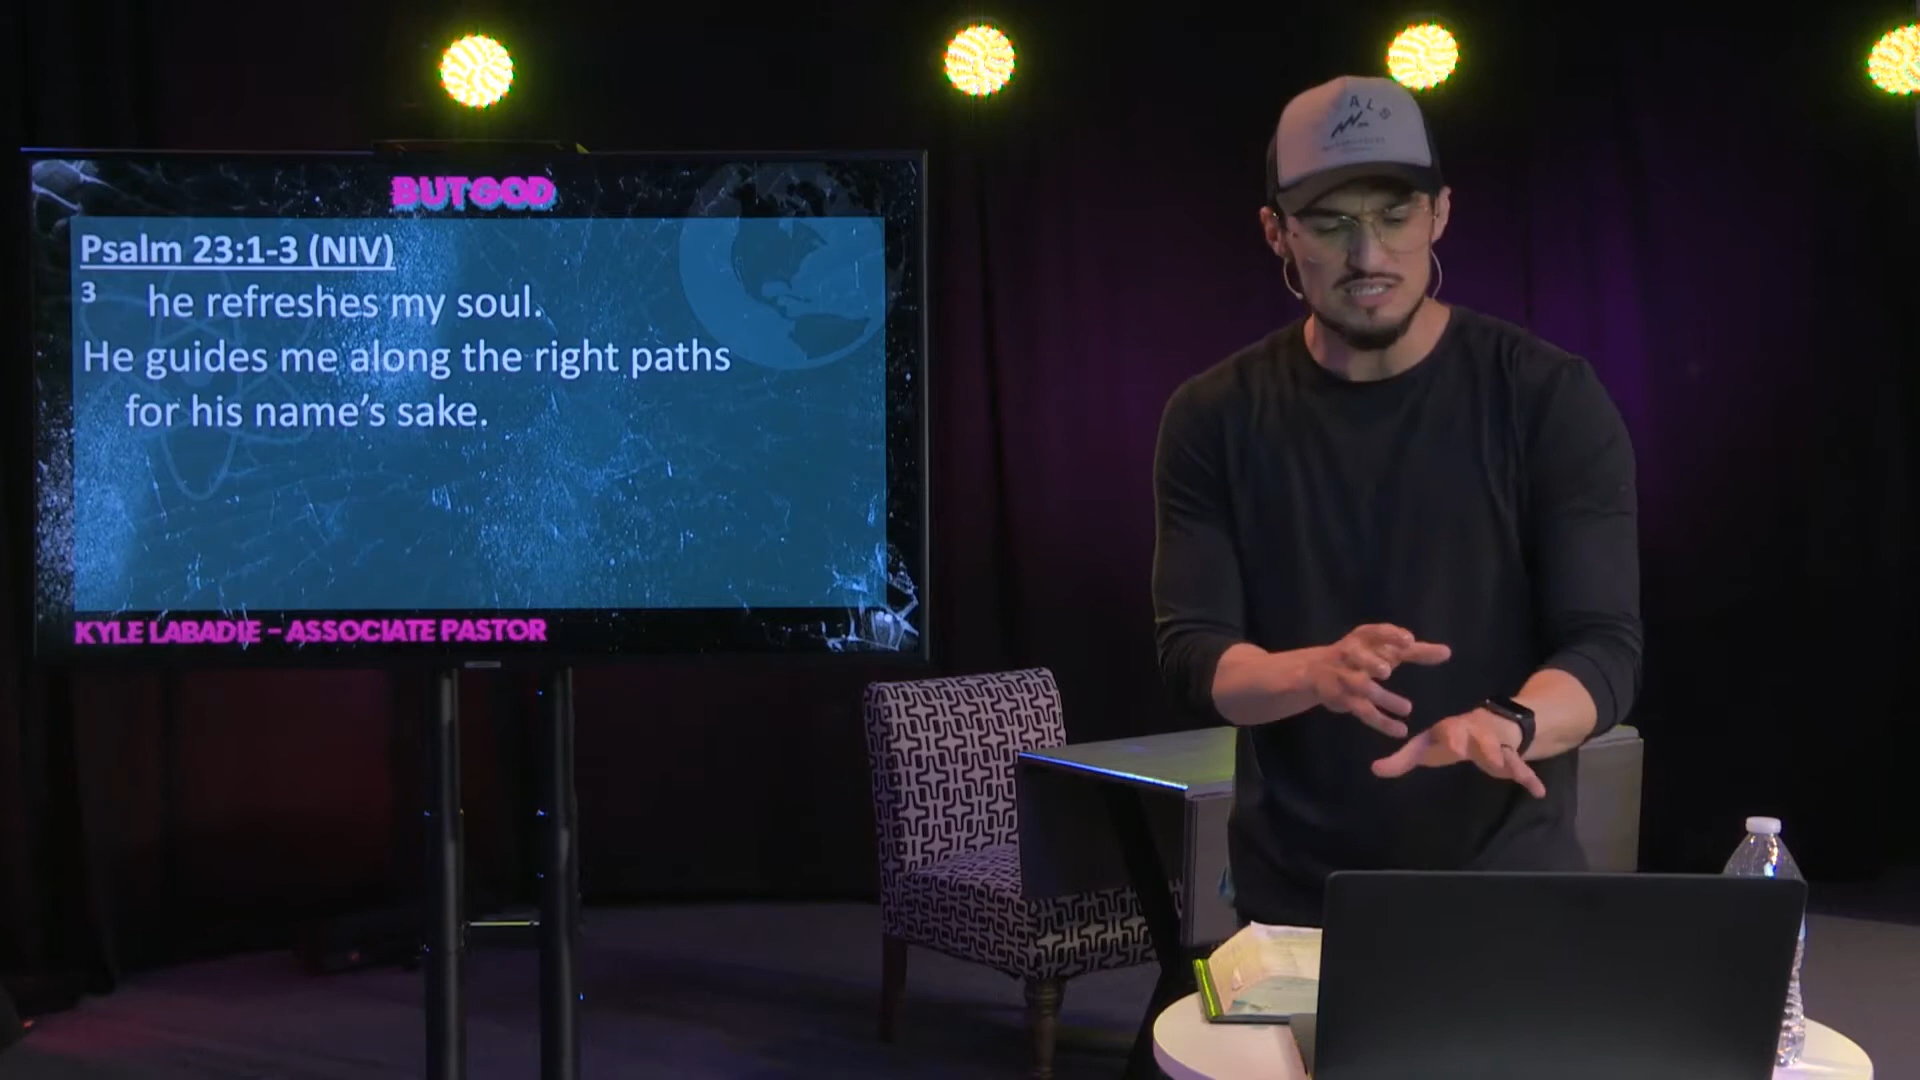 BUTGOD
Psalm 23:1-3 (NIV)
3 he refreshes my soul.
He guides me along the right paths
for his name’s sake.
KYLE LABADIE - ASSOCIATE PASTOR